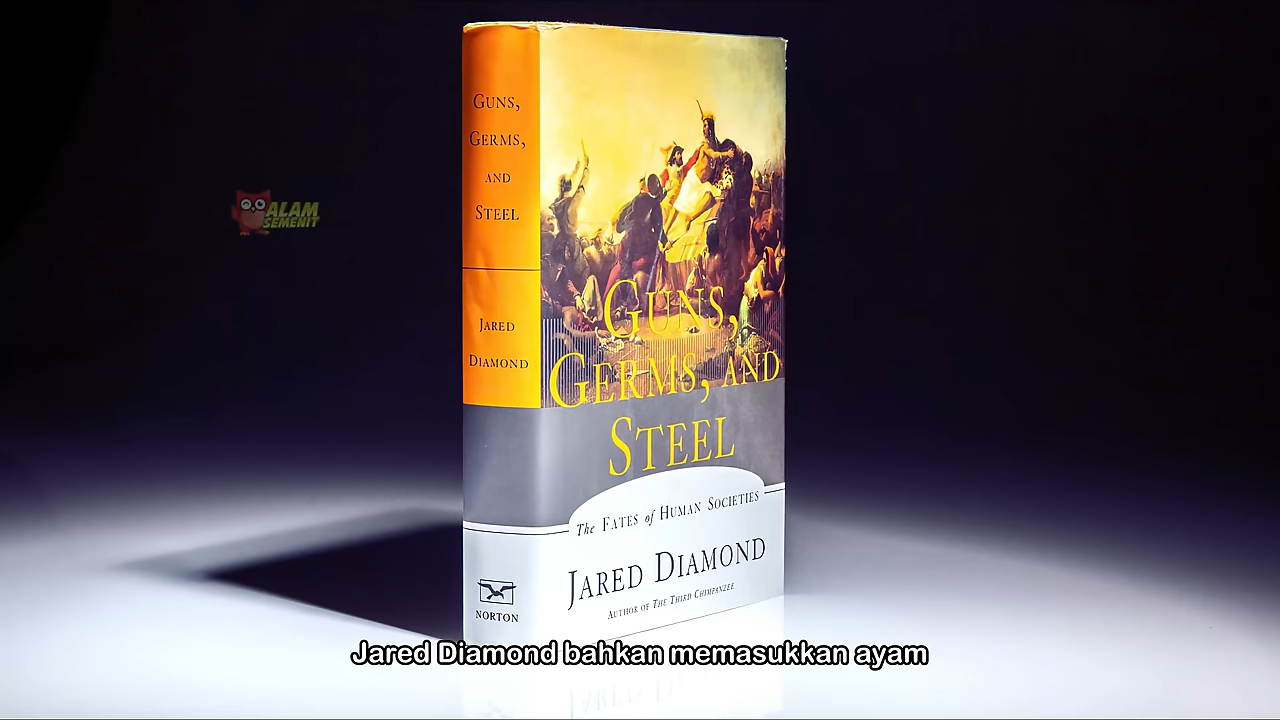 ALAM
SEMENIT
GUNS,
GERMS,
AND
STEEL
JARED
DIAMOND
NORTON
GUNS,
GERMS, AND
STEEL
The FATES of HUMAN SOCIETIES
JARED DIAMOND
AUTHOR OF THE THIRD CHIMPANZEE
Jared Diamond bahkan memasukkan ayam